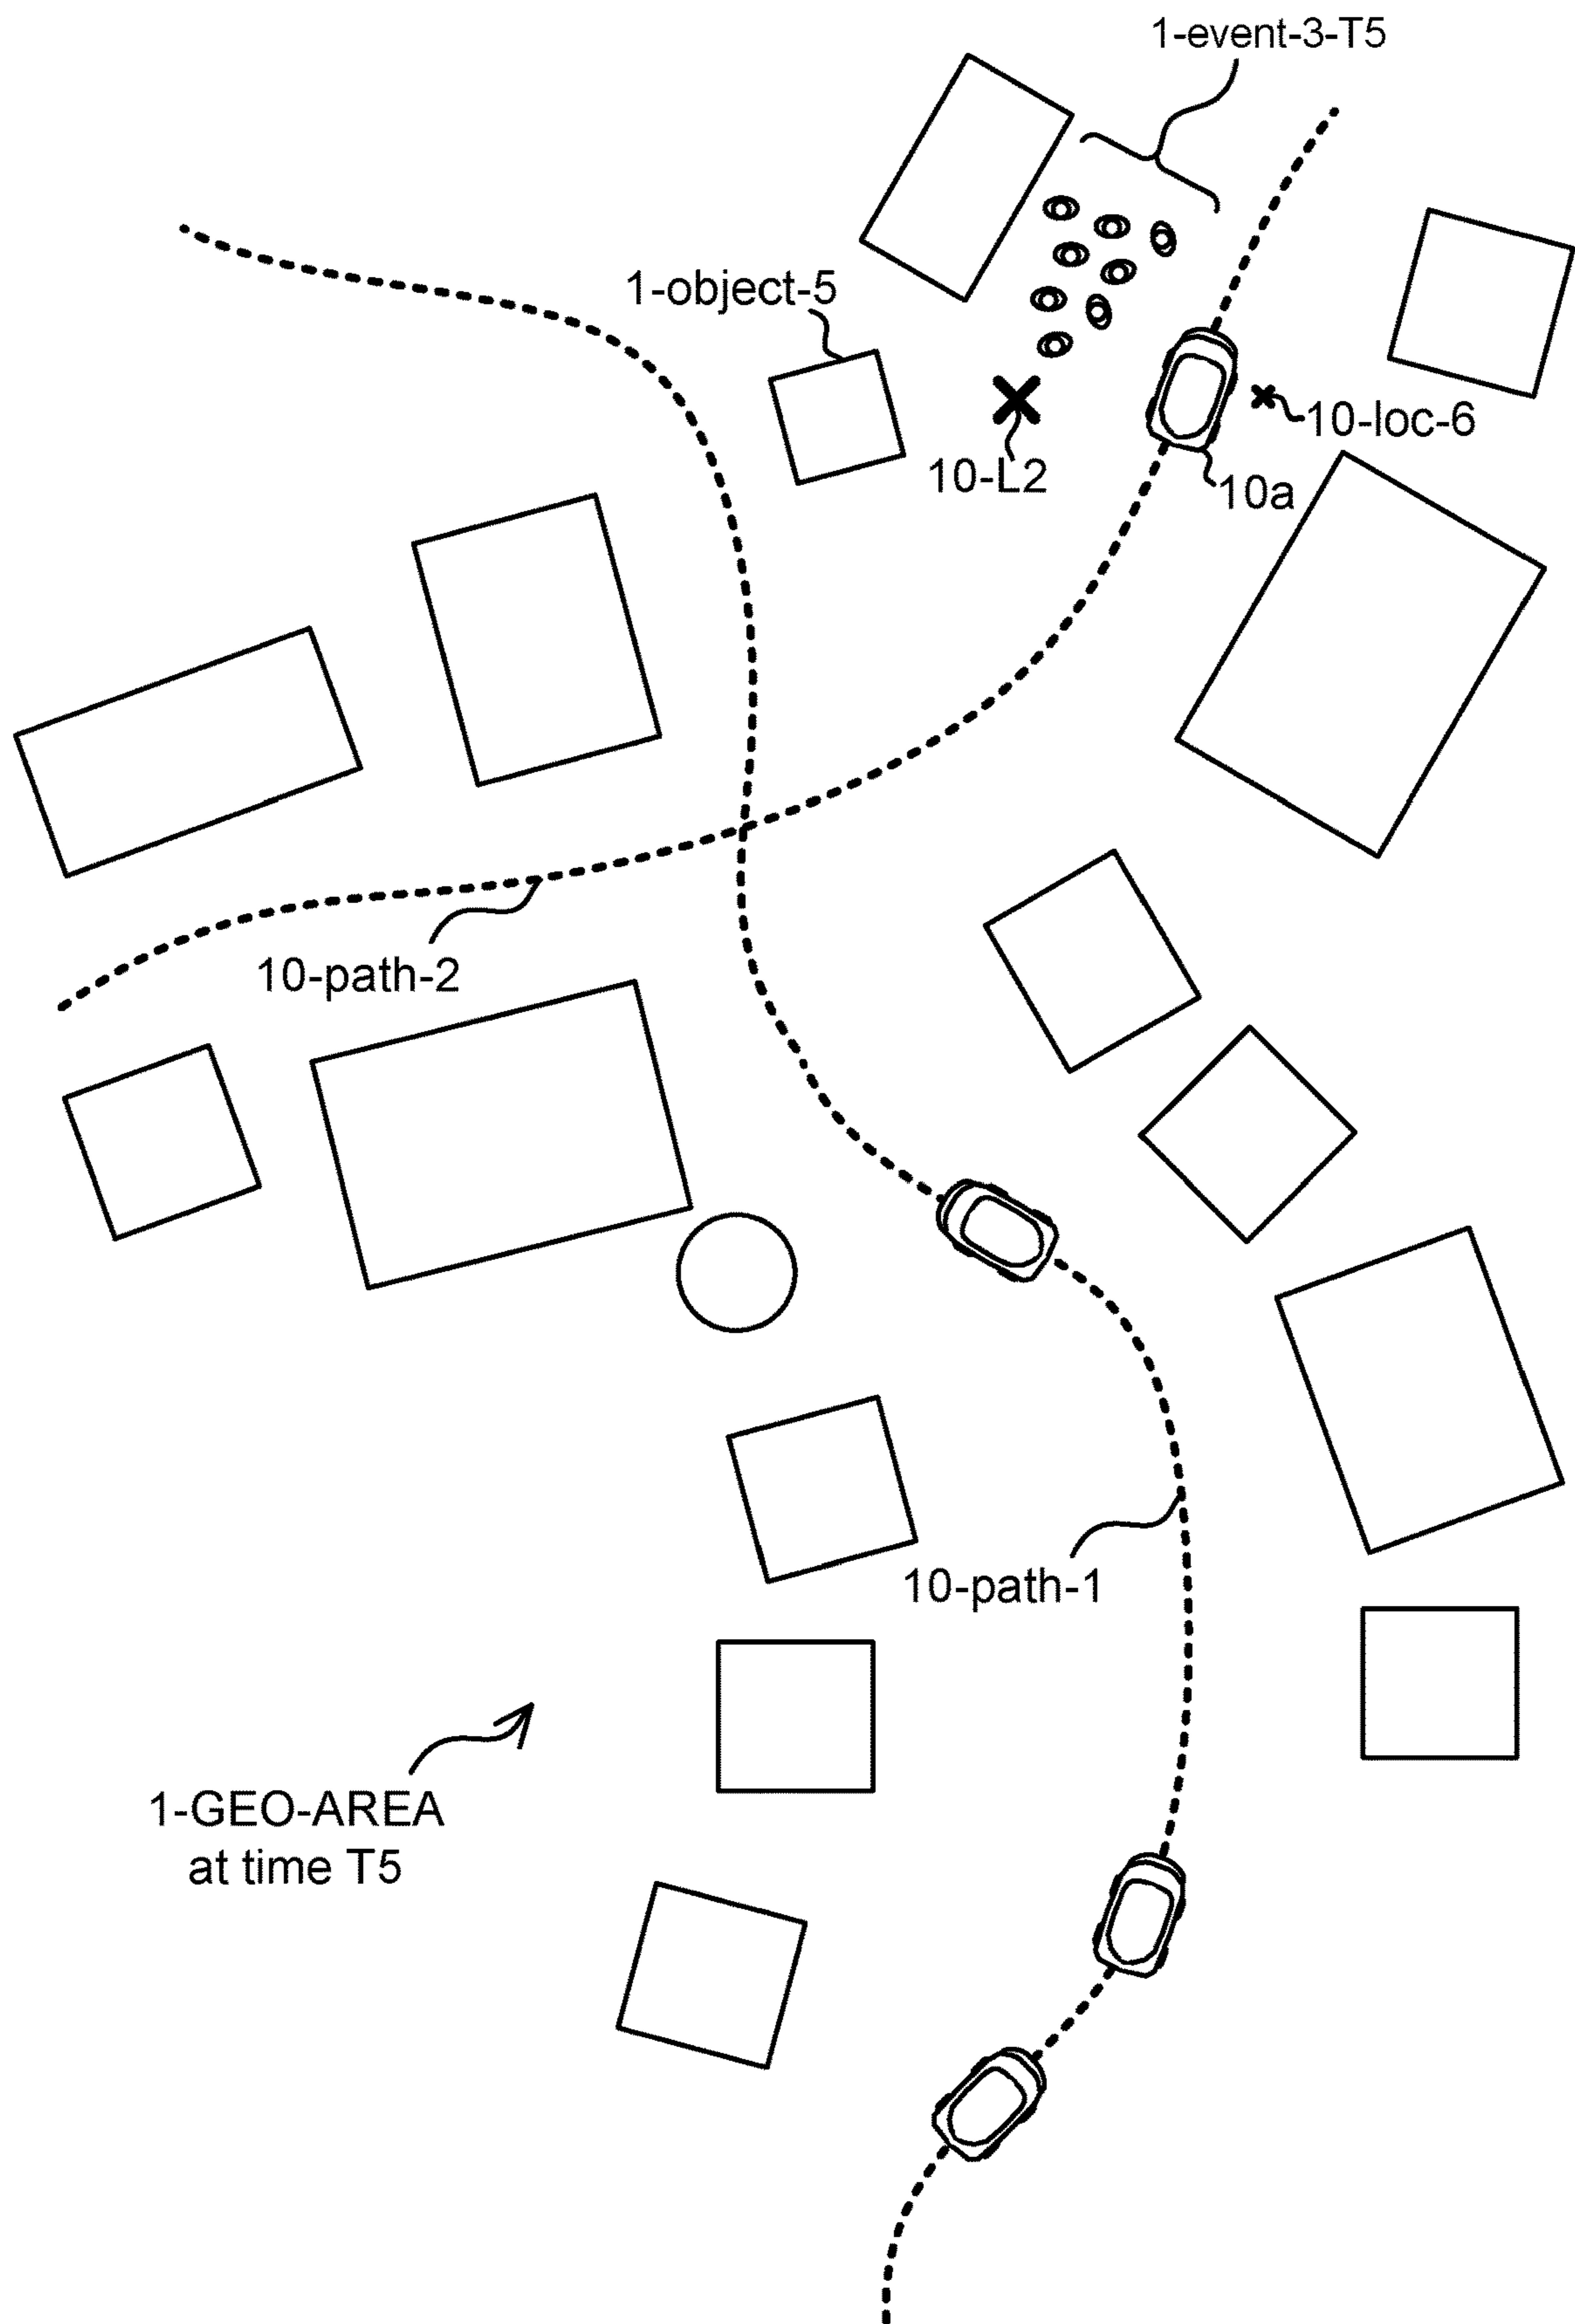 1-event-3-T5
1-object-5
10-loc-6
10-L2
10a
10-path-2
10-path-1
1-GEO-AREA
at time T5